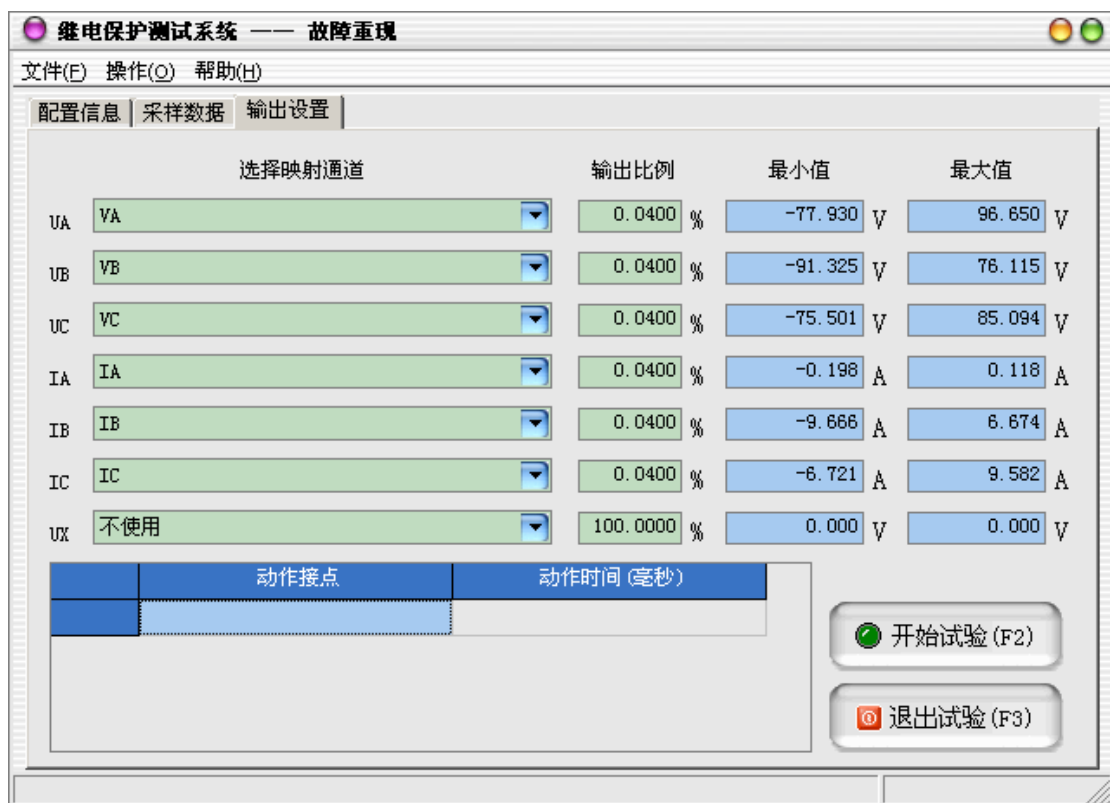 继电保护测试系统 —— 故障重现
文件(F) 操作(O) 帮助(H)
配置信息 采样数据 输出设置
选择映射通道 输出比例 最小值 最大值
UA VA 0.0400 % -77.930 V 96.650 V
UB VB 0.0400 % -91.325 V 76.115 V
UC VC 0.0400 % -75.501 V 85.094 V
IA IA 0.0400 % -0.198 A 0.118 A
IB IB 0.0400 % -9.666 A 6.674 A
IC IC 0.0400 % -6.721 A 9.582 A
UX 不使用 100.0000 % 0.000 V 0.000 V
动作接点 动作时间(毫秒)
开始试验(F2)
退出试验(F3)